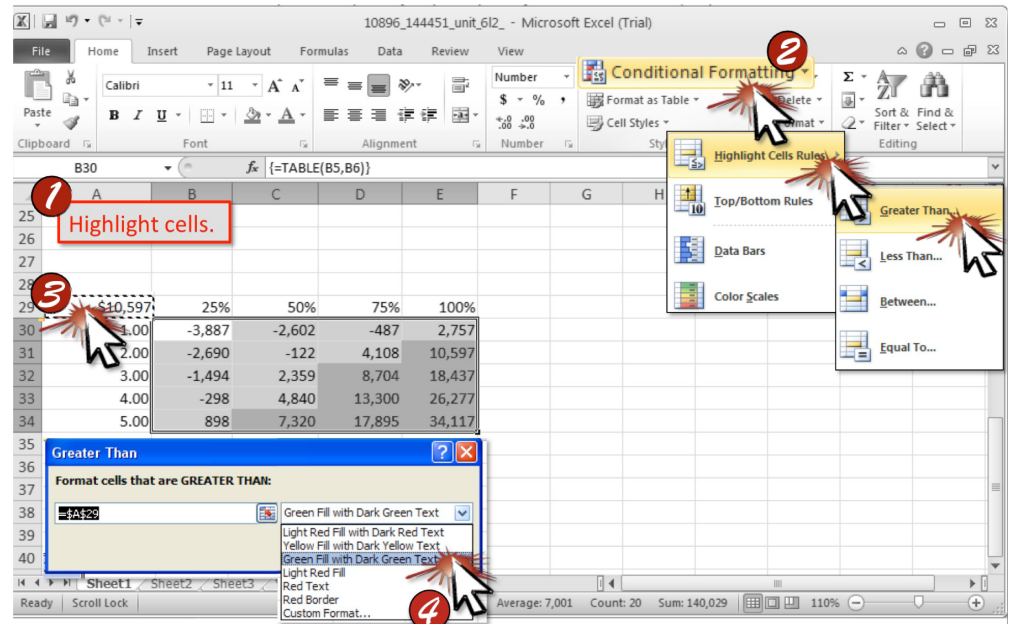 10896_144451_unit_6l2_ - Microsoft Excel (Trial)
File Home Insert Page Layout Formulas Data Review View
2
Calibri 11 A A
Number
Conditional Formatting
Paste
B I U A
$ % ,
Format as Table
Delete
Σ
Sort & Filter
Find & Select
.0 .00 .00 .0
Cell Styles
Format
Clipboard Font Alignment Number Styl Editing
B30 fx {=TABLE(B5,B6)}
Highlight Cells Rules
Top/Bottom Rules
10
Data Bars
Color Scales
Greater Than...
Less Than...
Between...
Equal To...
1
Highlight cells.
A B C D E F G H
25
26
27
28
3
29 $10,597 25% 50% 75% 100%
30 1.00 -3,887 -2,602 -487 2,757
31 2.00 -2,690 -122 4,108 10,597
32 3.00 -1,494 2,359 8,704 18,437
33 4.00 -298 4,840 13,300 26,277
34 5.00 898 7,320 17,895 34,117
35
36
37
38
39
40
Greater Than
Format cells that are GREATER THAN:
=$A$29
Green Fill with Dark Green Text
Light Red Fill with Dark Red Text
Yellow Fill with Dark Yellow Text
Green Fill with Dark Green Text
Light Red Fill
Red Text
Red Border
Custom Format...
4
Sheet1 Sheet2 Sheet3
Ready Scroll Lock Average: 7,001 Count: 20 Sum: 140,029 110%